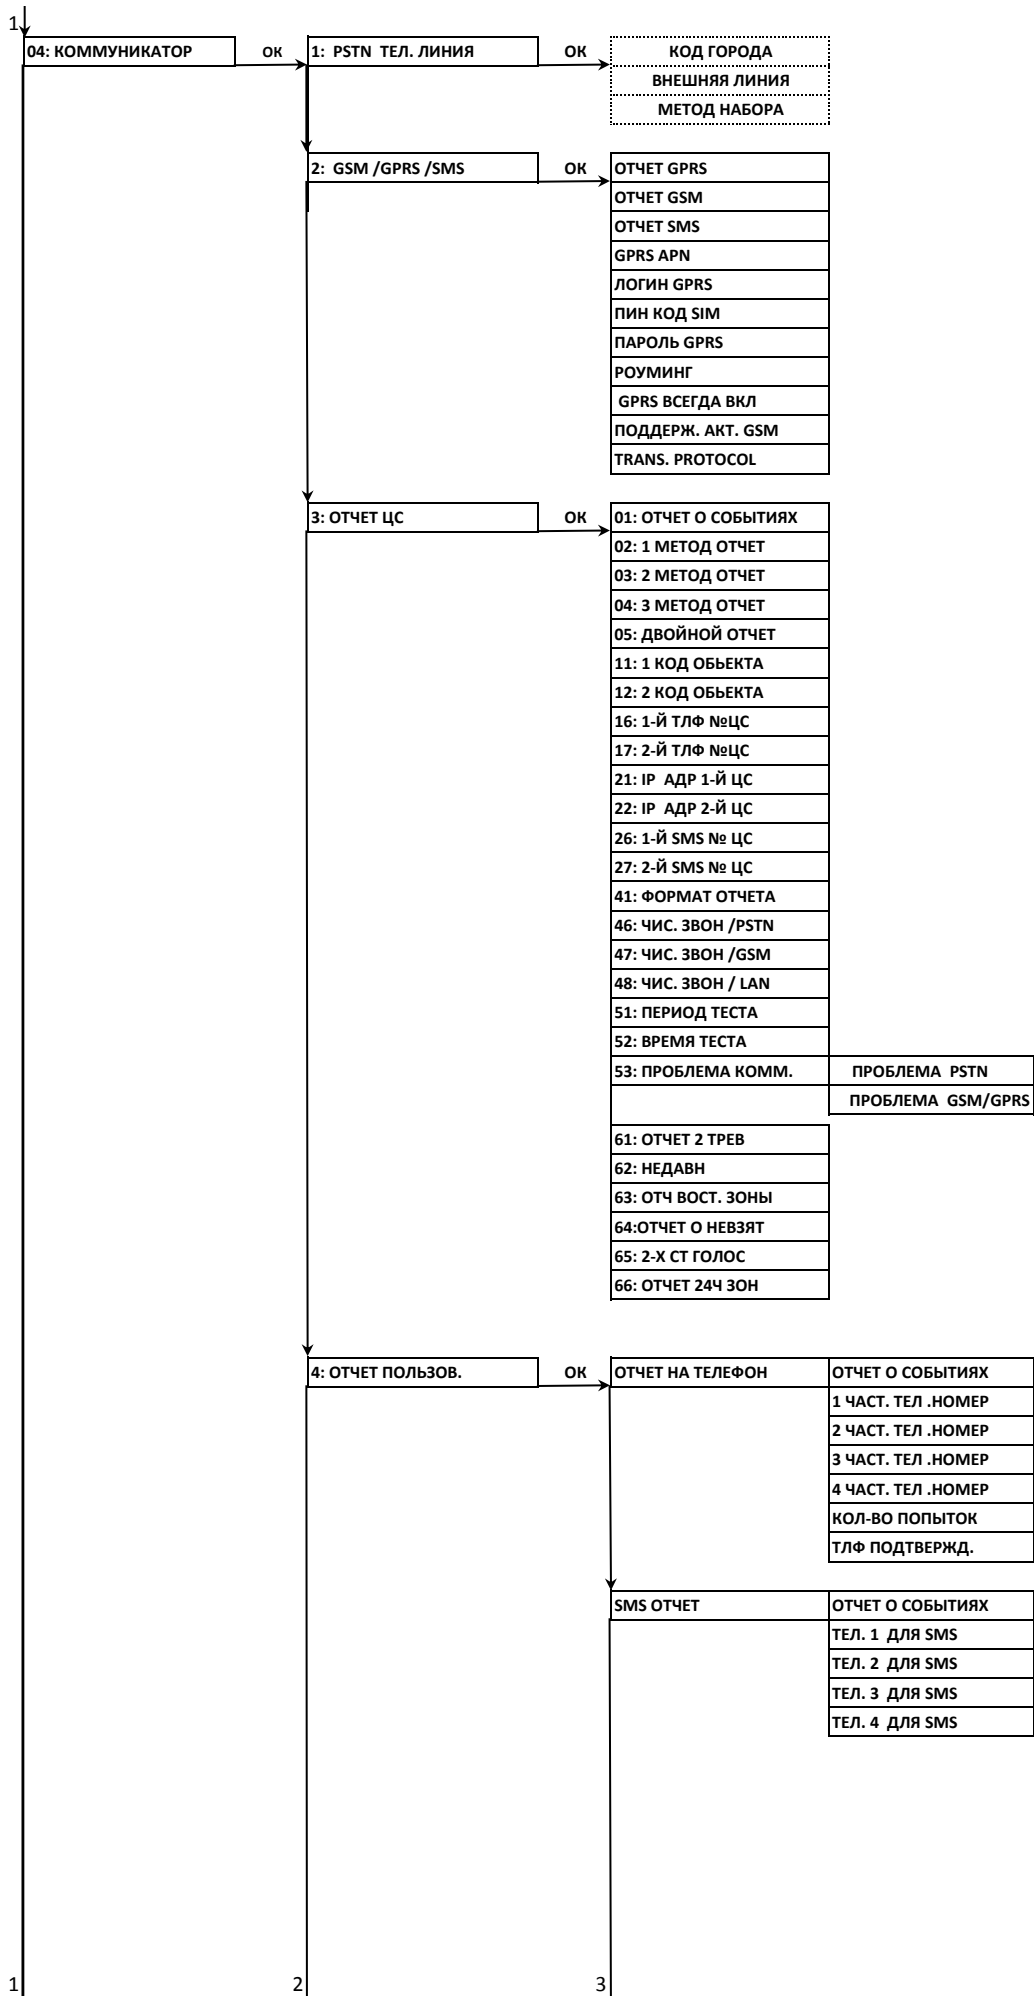 1
04: КОММУНИКАТОР ОК 1: PSTN ТЕЛ. ЛИНИЯ ОК КОД ГОРОДА
ВНЕШНЯЯ ЛИНИЯ
МЕТОД НАБОРА
2: GSM /GPRS /SMS ОК ОТЧЕТ GPRS
ОТЧЕТ GSM
ОТЧЕТ SMS
GPRS APN
ЛОГИН GPRS
ПИН КОД SIM
ПАРОЛЬ GPRS
РОУМИНГ
GPRS ВСЕГДА ВКЛ
ПОДДЕРЖ. АКТ. GSM
TRANS. PROTOCOL
3: ОТЧЕТ ЦС ОК 01: ОТЧЕТ О СОБЫТИЯХ
02: 1 МЕТОД ОТЧЕТ
03: 2 МЕТОД ОТЧЕТ
04: 3 МЕТОД ОТЧЕТ
05: ДВОЙНОЙ ОТЧЕТ
11: 1 КОД ОБЬЕКТА
12: 2 КОД ОБЬЕКТА
16: 1-Й ТЛФ №ЦС
17: 2-Й ТЛФ №ЦС
21: IP АДР 1-Й ЦС
22: IP АДР 2-Й ЦС
26: 1-Й SMS № ЦС
27: 2-Й SMS № ЦС
41: ФОРМАТ ОТЧЕТА
46: ЧИС. ЗВОН /PSTN
47: ЧИС. ЗВОН /GSM
48: ЧИС. ЗВОН / LAN
51: ПЕРИОД ТЕСТА
52: ВРЕМЯ ТЕСТА
53: ПРОБЛЕМА КОММ. ПРОБЛЕМА PSTN
ПРОБЛЕМА GSM/GPRS
61: ОТЧЕТ 2 ТРЕВ
62: НЕДАВН
63: ОТЧ ВОСТ. ЗОНЫ
64:ОТЧЕТ О НЕВЗЯТ
65: 2-Х СТ ГОЛОС
66: ОТЧЕТ 24Ч ЗОН
4: ОТЧЕТ ПОЛЬЗОВ. ОК ОТЧЕТ НА ТЕЛЕФОН ОТЧЕТ О СОБЫТИЯХ
1 ЧАСТ. ТЕЛ .НОМЕР
2 ЧАСТ. ТЕЛ .НОМЕР
3 ЧАСТ. ТЕЛ .НОМЕР
4 ЧАСТ. ТЕЛ .НОМЕР
КОЛ-ВО ПОПЫТОК
ТЛФ ПОДТВЕРЖД.
SMS ОТЧЕТ ОТЧЕТ О СОБЫТИЯХ
ТЕЛ. 1 ДЛЯ SMS
ТЕЛ. 2 ДЛЯ SMS
ТЕЛ. 3 ДЛЯ SMS
ТЕЛ. 4 ДЛЯ SMS
1 2 3